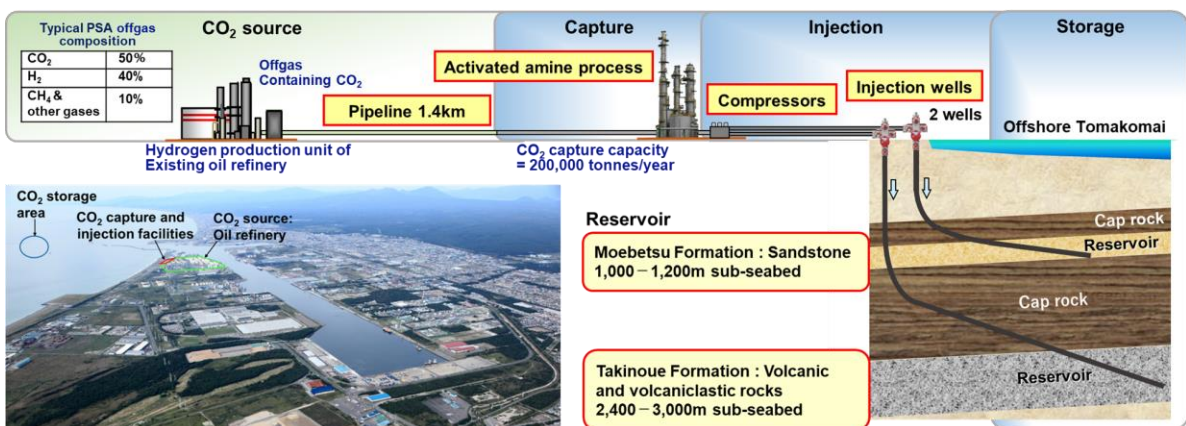 Typical PSA offgas
composition
CO₂ 50%
H₂ 40%
CH₄ &
other gases 10%
CO₂ source
Offgas
Containing CO₂
Pipeline 1.4km
Hydrogen production unit of
Existing oil refinery
Capture
Activated amine process
CO₂ capture capacity
= 200,000 tonnes/year
Injection
Compressors
Injection wells
2 wells
Storage
Offshore Tomakomai
CO₂ storage
area
CO₂ capture and
injection facilities
CO₂ source:
Oil refinery
Reservoir
Moebetsu Formation : Sandstone
1,000－1,200m sub-seabed
Takinoue Formation : Volcanic
and volcaniclastic rocks
2,400－3,000m sub-seabed
Cap rock
Reservoir
Cap rock
Reservoir